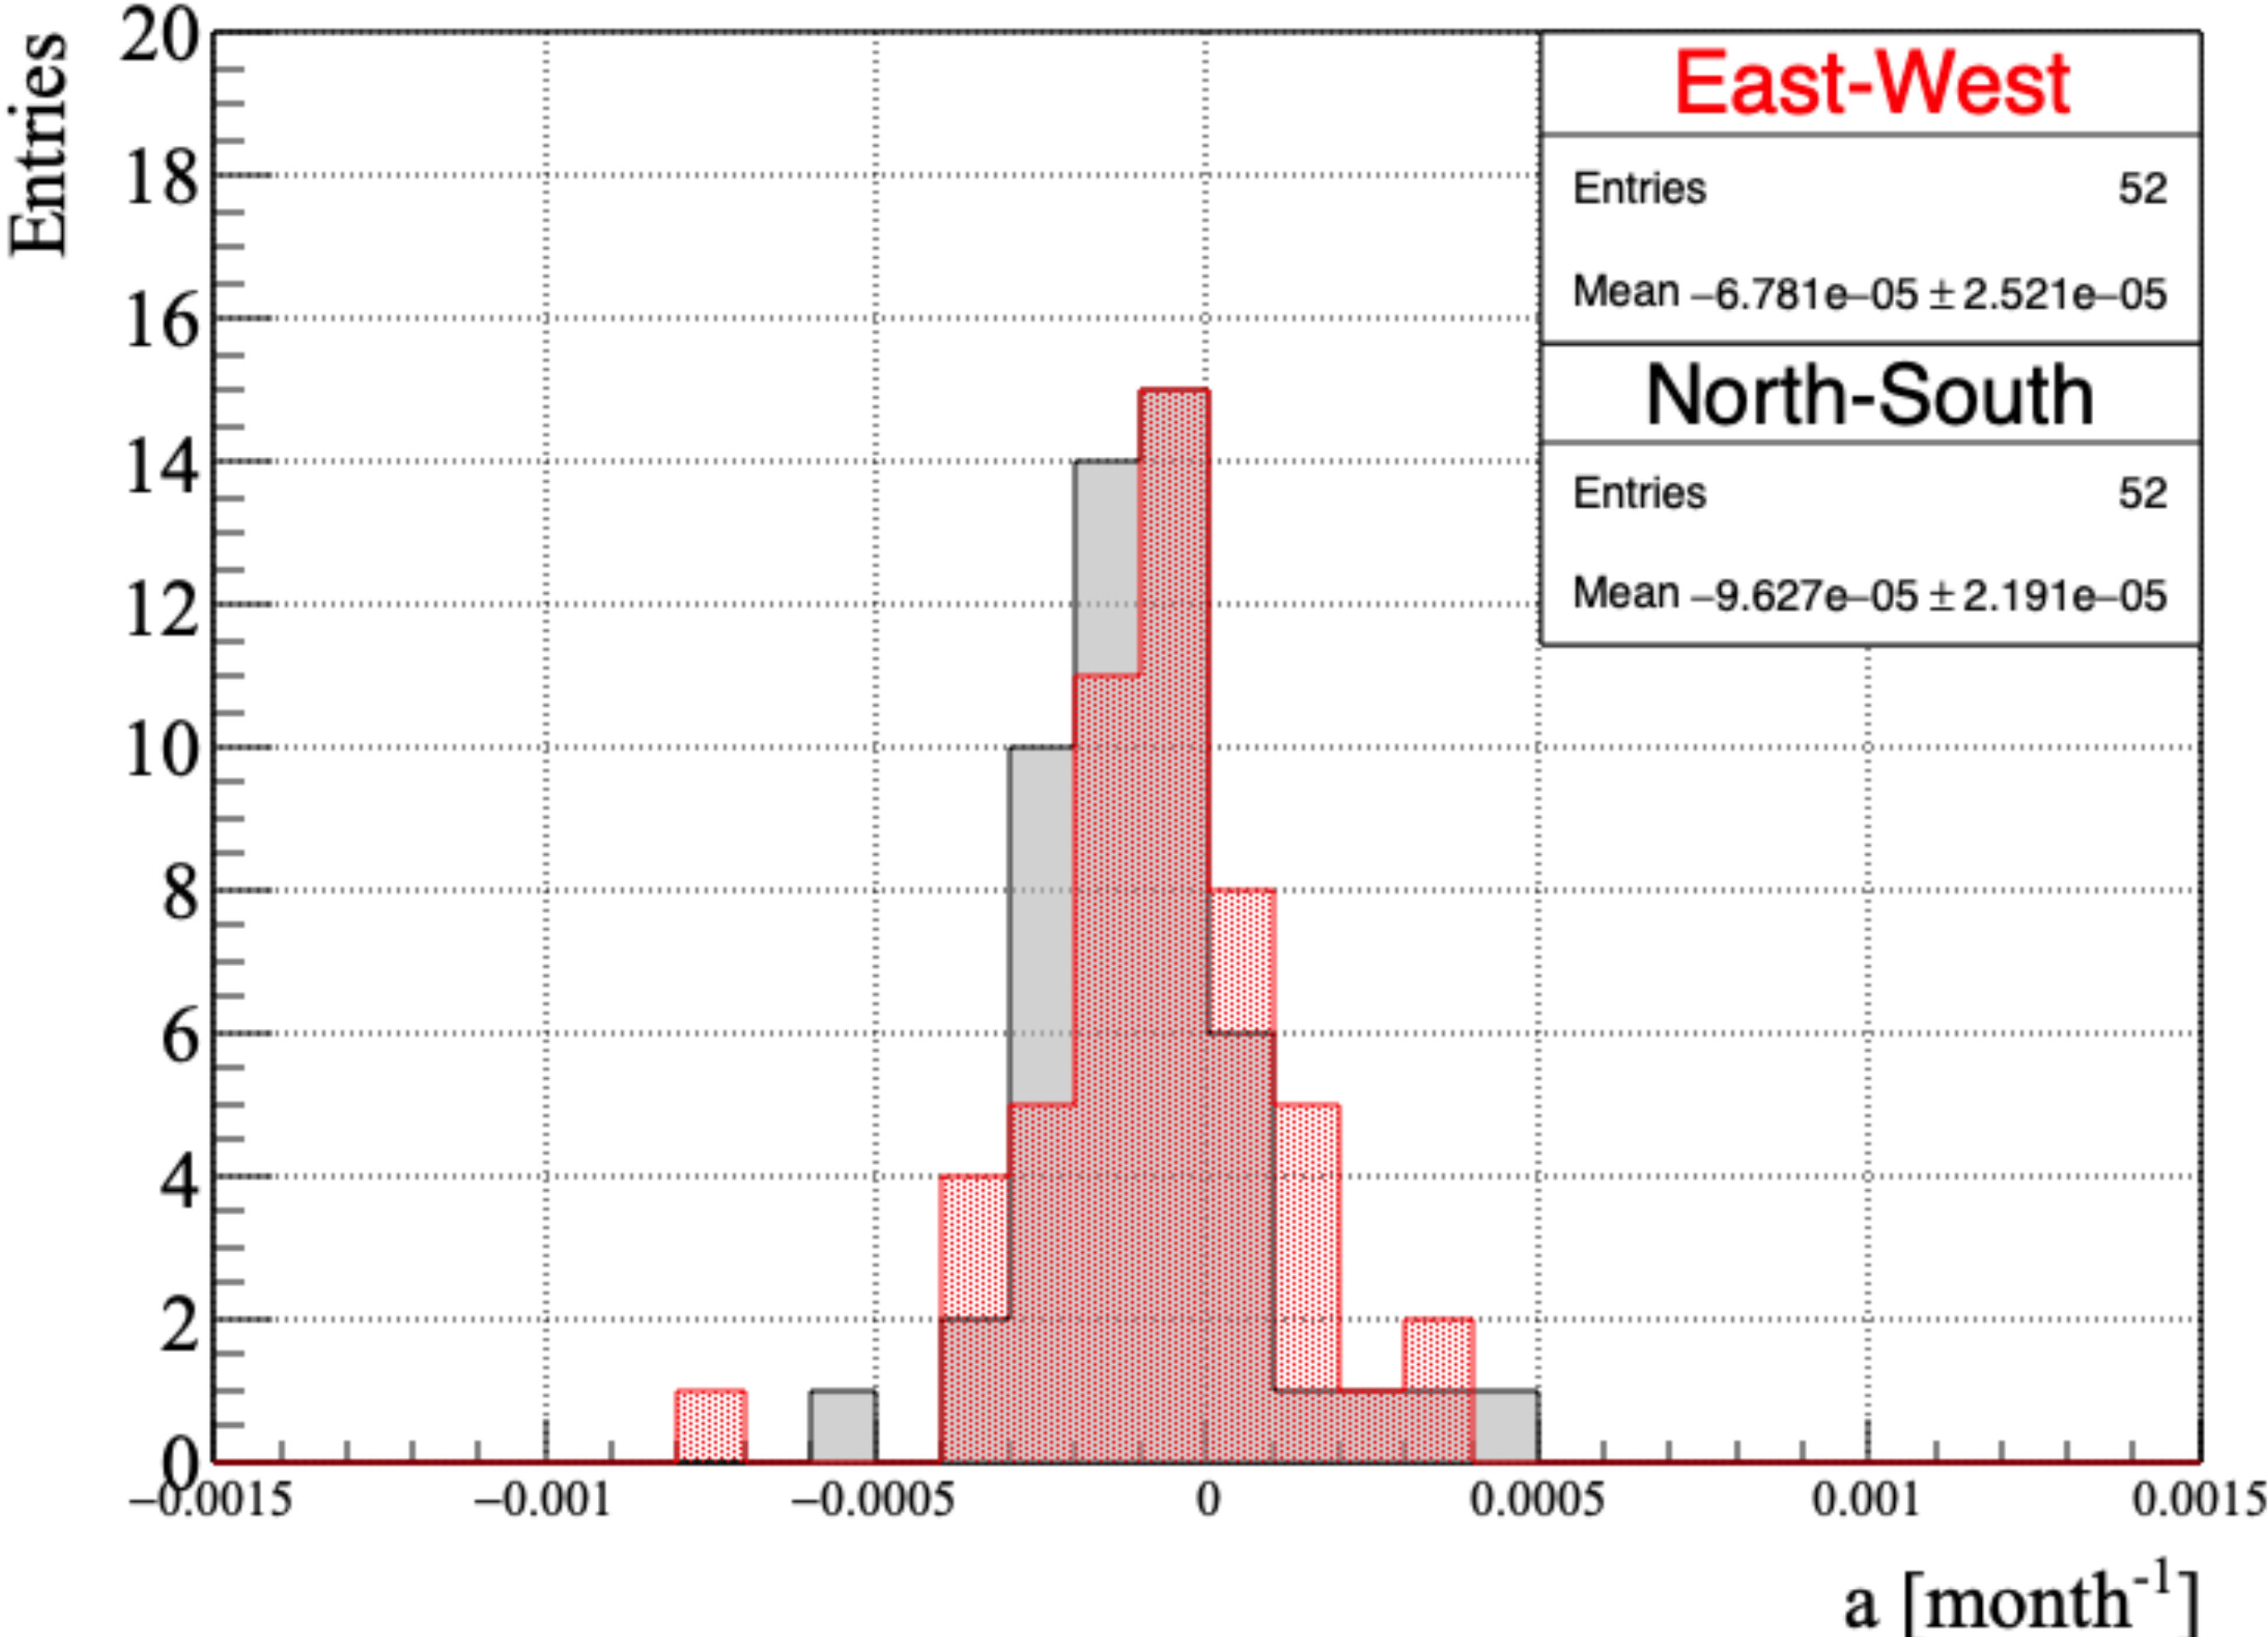 Entries
20
18
16
14
12
10
8
6
4
2
0
East-West
Entries 52
Mean −6.781e−05 ± 2.521e−05
North-South
Entries 52
Mean −9.627e−05 ± 2.191e−05
−0.0015 −0.001 −0.0005 0 0.0005 0.001 0.0015
a [month⁻¹]